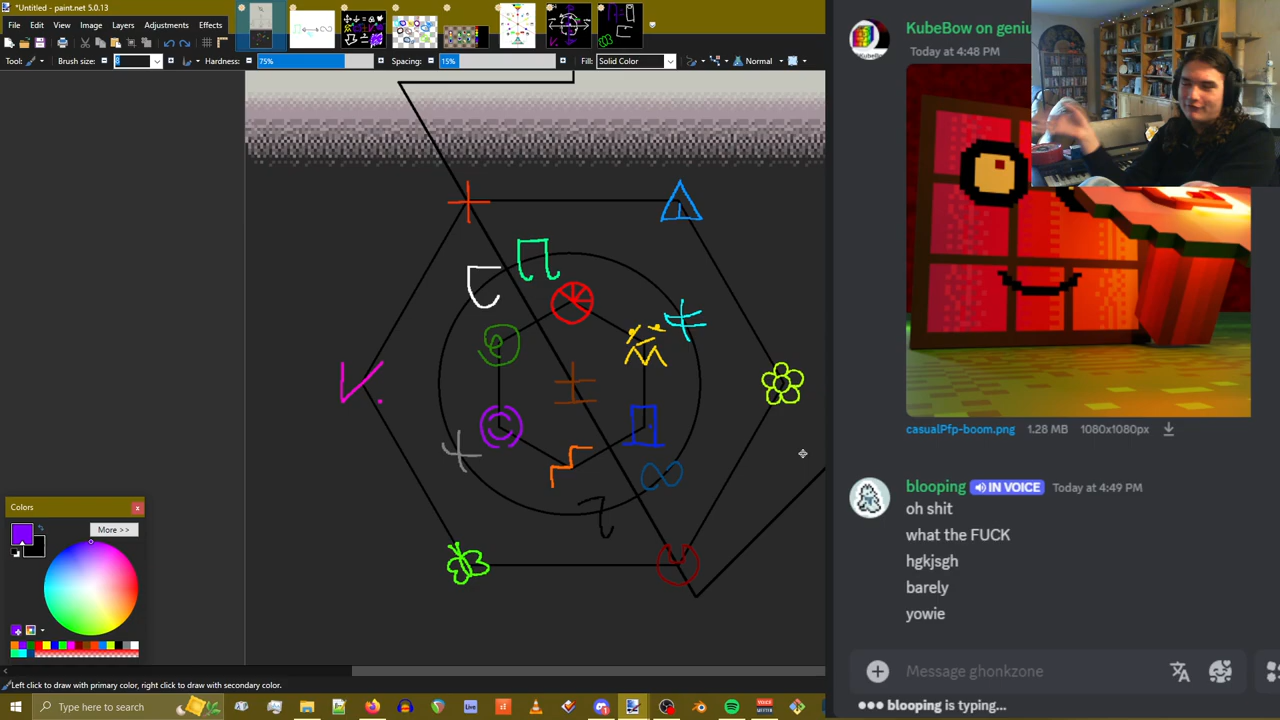 *Untitled - paint.net 5.0.13
File Edit View Image Layers Adjustments Effects
Tool: Brush size: Hardness: 75% Spacing: 15% Fill: Solid Color Normal
KubeBow on geniu
Today at 4:48 PM
casualPfp-boom.png 1.28 MB 1080x1080px
blooping IN VOICE Today at 4:49 PM
oh shit
what the FUCK
hgkjsgh
barely
yowie
Colors
More >>
Message ghonkzone
Left click to draw with primary color, right click to draw with secondary color.
blooping is typing...
Type here to search
Live